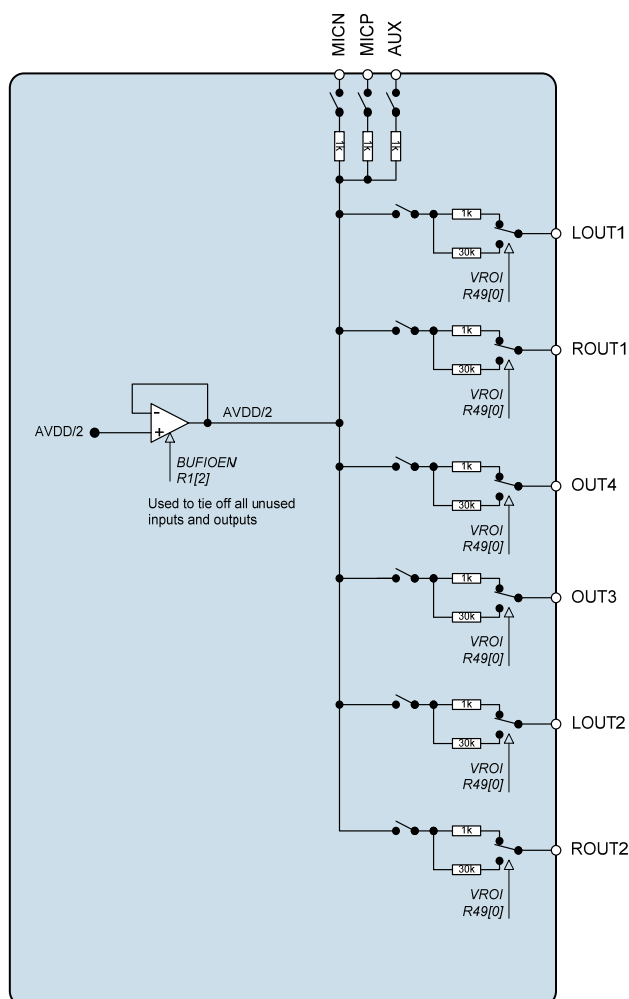 MICN
MICP
AUX
1k
1k
1k
1k
30k
LOUT1
VROI
R49[0]
1k
30k
ROUT1
VROI
R49[0]
AVDD/2
-
+
AVDD/2
BUFIOEN
R1[2]
Used to tie off all unused
inputs and outputs
1k
30k
OUT4
VROI
R49[0]
1k
30k
OUT3
VROI
R49[0]
1k
30k
LOUT2
VROI
R49[0]
1k
30k
ROUT2
VROI
R49[0]